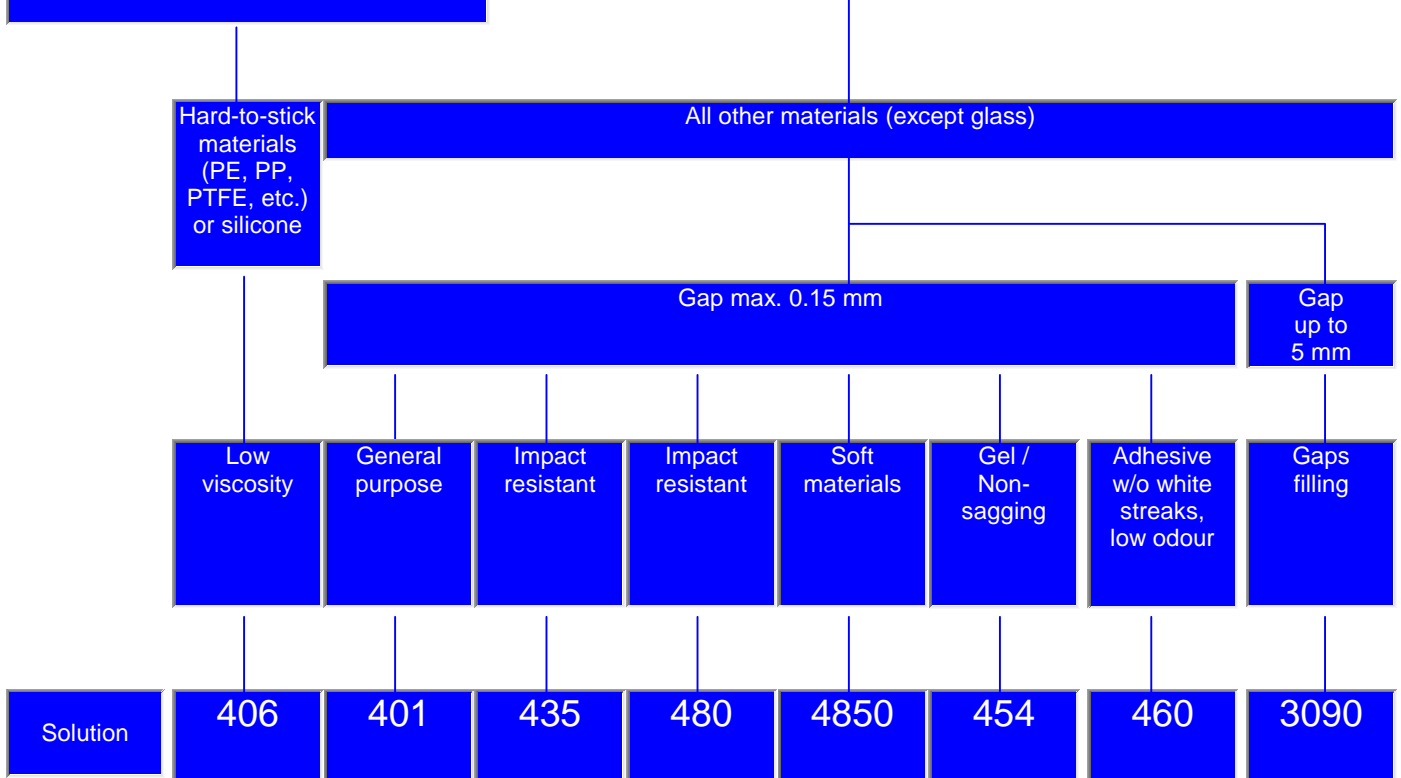 Hard-to-stick
materials
(PE, PP,
PTFE, etc.)
or silicone
All other materials (except glass)
Gap max. 0.15 mm
Gap
up to
5 mm
Low
viscosity
General
purpose
Impact
resistant
Impact
resistant
Soft
materials
Gel /
Non-
sagging
Adhesive
w/o white
streaks,
low odour
Gaps
filling
Solution
406
401
435
480
4850
454
460
3090